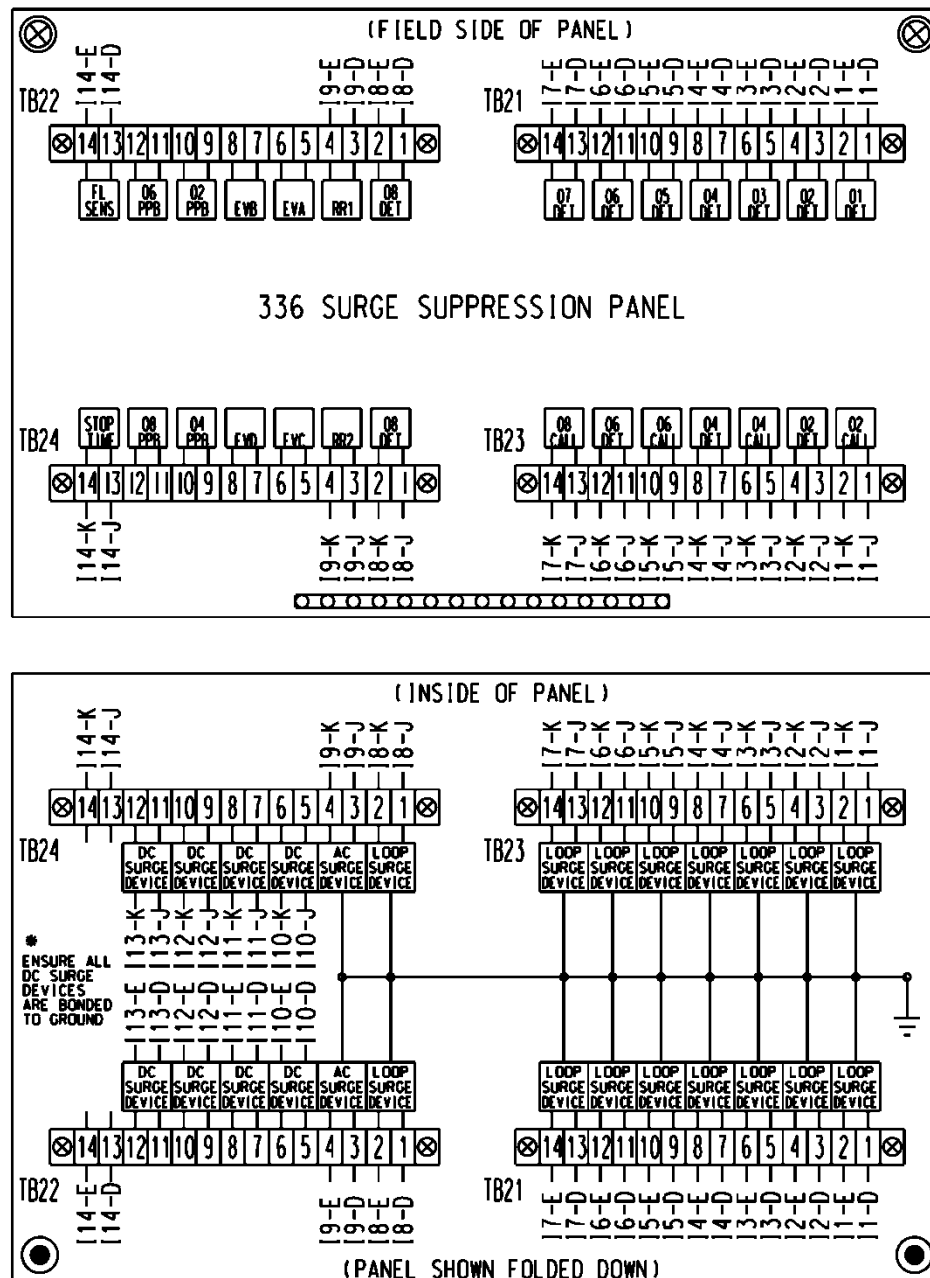 (FIELD SIDE OF PANEL)
I14-E I14-D I9-E I9-D I8-E I8-D I7-E I7-D I6-E I6-D I5-E I5-D I4-E I4-D I3-E I3-D I2-E I2-D I1-E I1-D
TB22 TB21
14 13 12 11 10 9 8 7 6 5 4 3 2 1 14 13 12 11 10 9 8 7 6 5 4 3 2 1
FL SENS 06 PPB 02 PPB EVB EVA RR1 08 DET 07 DET 06 DET 05 DET 04 DET 03 DET 02 DET 01 DET
336 SURGE SUPPRESSION PANEL
STOP TIME 08 PPB 04 PPB EVD EVC RR2 08 DET 08 CALL 06 DET 06 CALL 04 DET 04 CALL 02 DET 02 CALL
TB24 TB23
14 13 12 11 10 9 8 7 6 5 4 3 2 1 14 13 12 11 10 9 8 7 6 5 4 3 2 1
I14-K I14-J I9-K I9-J I8-K I8-J I7-K I7-J I6-K I6-J I5-K I5-J I4-K I4-J I3-K I3-J I2-K I2-J I1-K I1-J
(INSIDE OF PANEL)
I14-K I14-J I9-K I9-J I8-K I8-J I7-K I7-J I6-K I6-J I5-K I5-J I4-K I4-J I3-K I3-J I2-K I2-J I1-K I1-J
14 13 12 11 10 9 8 7 6 5 4 3 2 1 14 13 12 11 10 9 8 7 6 5 4 3 2 1
TB24 TB23
DC DC DC DC AC LOOP LOOP LOOP LOOP LOOP LOOP LOOP LOOP
SURGE SURGE SURGE SURGE SURGE SURGE SURGE SURGE SURGE SURGE SURGE SURGE SURGE
DEVICE DEVICE DEVICE DEVICE DEVICE DEVICE DEVICE DEVICE DEVICE DEVICE DEVICE DEVICE DEVICE
I13-K I13-J I12-K I12-J I11-K I11-J I10-K I10-J
*
ENSURE ALL
DC SURGE
DEVICES
ARE BONDED
TO GROUND
I13-E I13-D I12-E I12-D I11-E I11-D I10-E I10-D
DC DC DC DC AC LOOP LOOP LOOP LOOP LOOP LOOP LOOP LOOP
SURGE SURGE SURGE SURGE SURGE SURGE SURGE SURGE SURGE SURGE SURGE SURGE SURGE
DEVICE DEVICE DEVICE DEVICE DEVICE DEVICE DEVICE DEVICE DEVICE DEVICE DEVICE DEVICE DEVICE
14 13 12 11 10 9 8 7 6 5 4 3 2 1 14 13 12 11 10 9 8 7 6 5 4 3 2 1
TB22 TB21
I14-E I14-D I9-E I9-D I8-E I8-D I7-E I7-D I6-E I6-D I5-E I5-D I4-E I4-D I3-E I3-D I2-E I2-D I1-E I1-D
(PANEL SHOWN FOLDED DOWN)